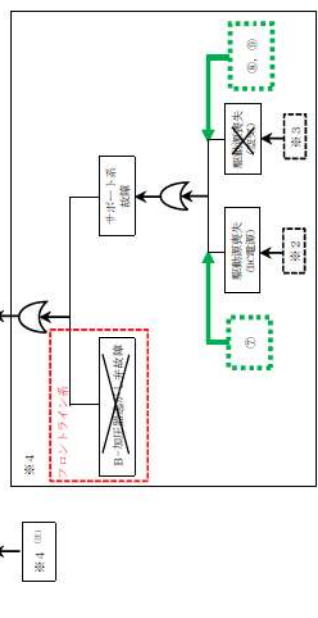 ※4
フロントライン系
B-加圧器逃がし弁故障
サポート系
故障
駆動源喪失
(DC電源)
駆動源喪失
⑦
⑧，⑨
※2
※3
※4 (注)